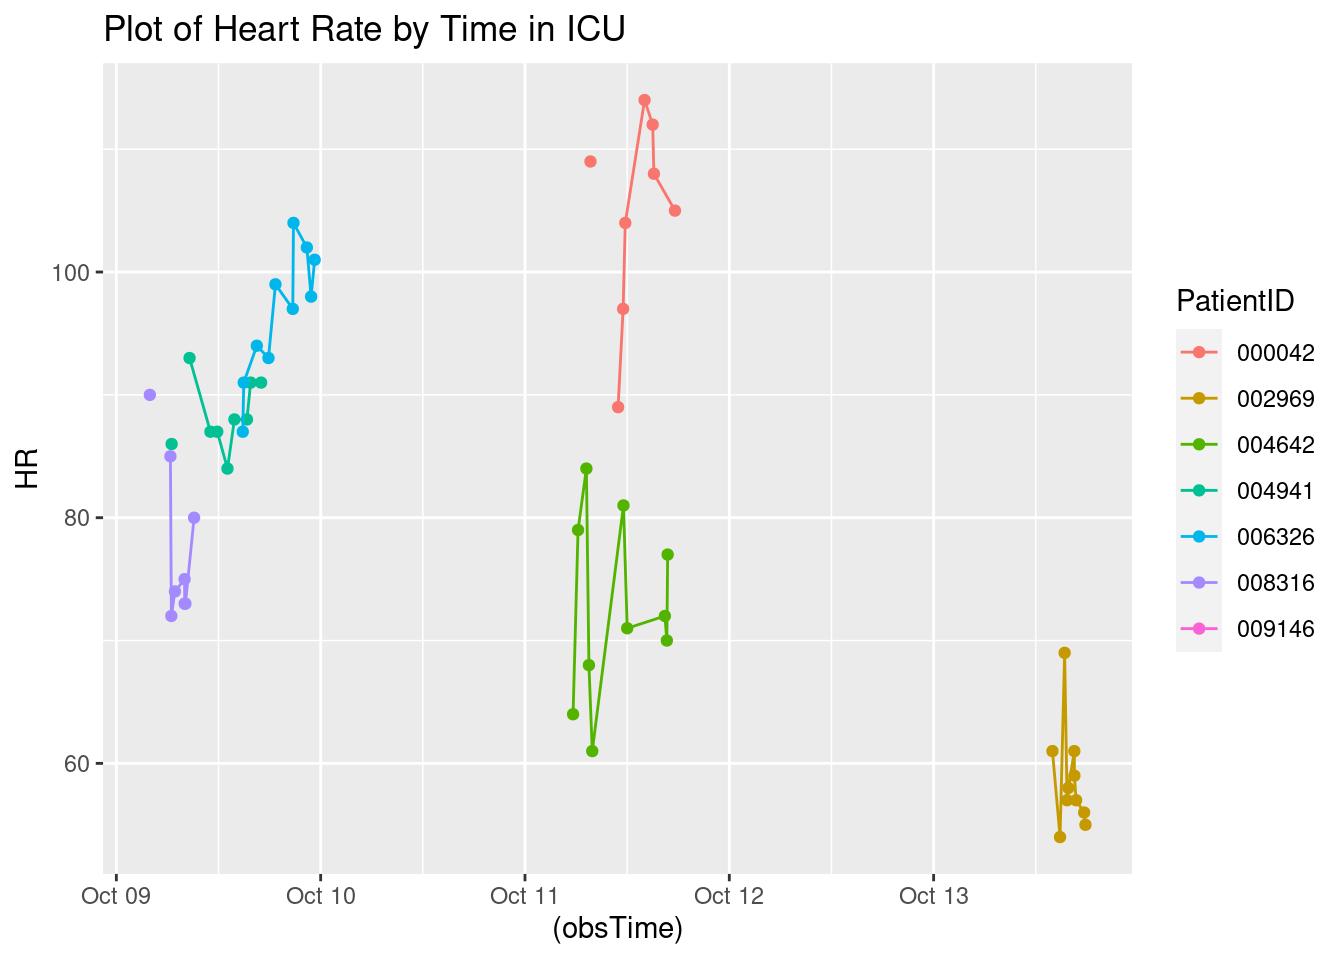 Plot of Heart Rate by Time in ICU
HR
100
80
60
Oct 09
Oct 10
Oct 11
Oct 12
Oct 13
(obsTime)
PatientID
000042
002969
004642
004941
006326
008316
009146